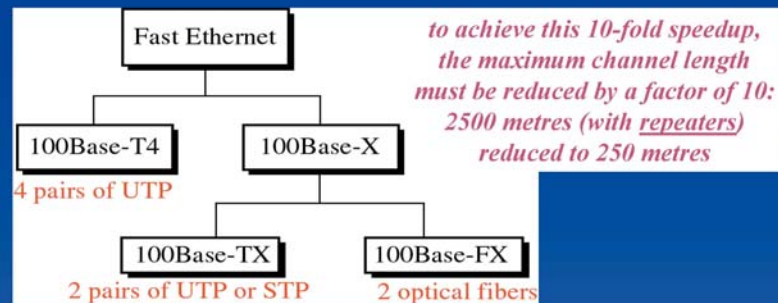 Fast Ethernet
to achieve this 10-fold speedup,
the maximum channel length
must be reduced by a factor of 10:
2500 metres (with repeaters)
reduced to 250 metres
100Base-T4
100Base-X
4 pairs of UTP
100Base-TX
100Base-FX
2 pairs of UTP or STP
2 optical fibers